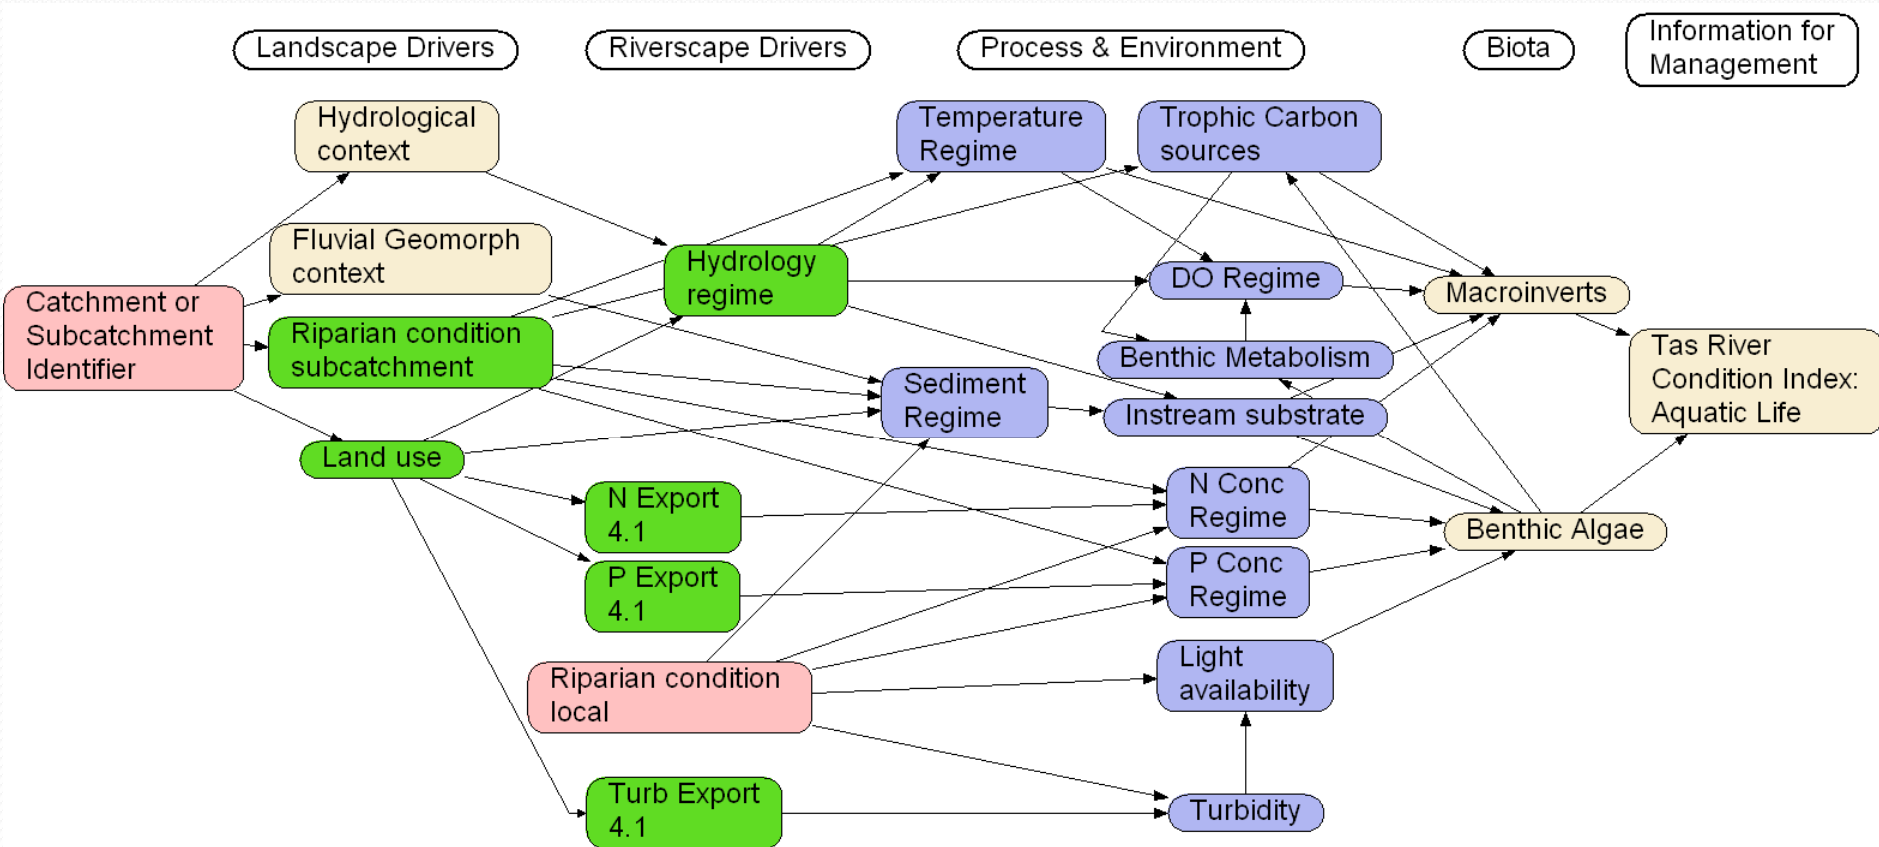 Landscape Drivers
Riverscape Drivers
Process & Environment
Biota
Information for
Management
Hydrological
context
Temperature
Regime
Trophic Carbon
sources
Fluvial Geomorph
context
Hydrology
regime
DO Regime
Macroinverts
Catchment or
Subcatchment
Identifier
Riparian condition
subcatchment
Benthic Metabolism
Tas River
Condition Index:
Aquatic Life
Sediment
Regime
Instream substrate
Land use
N Export
4.1
N Conc
Regime
Benthic Algae
P Export
4.1
P Conc
Regime
Riparian condition
local
Light
availability
Turb Export
4.1
Turbidity